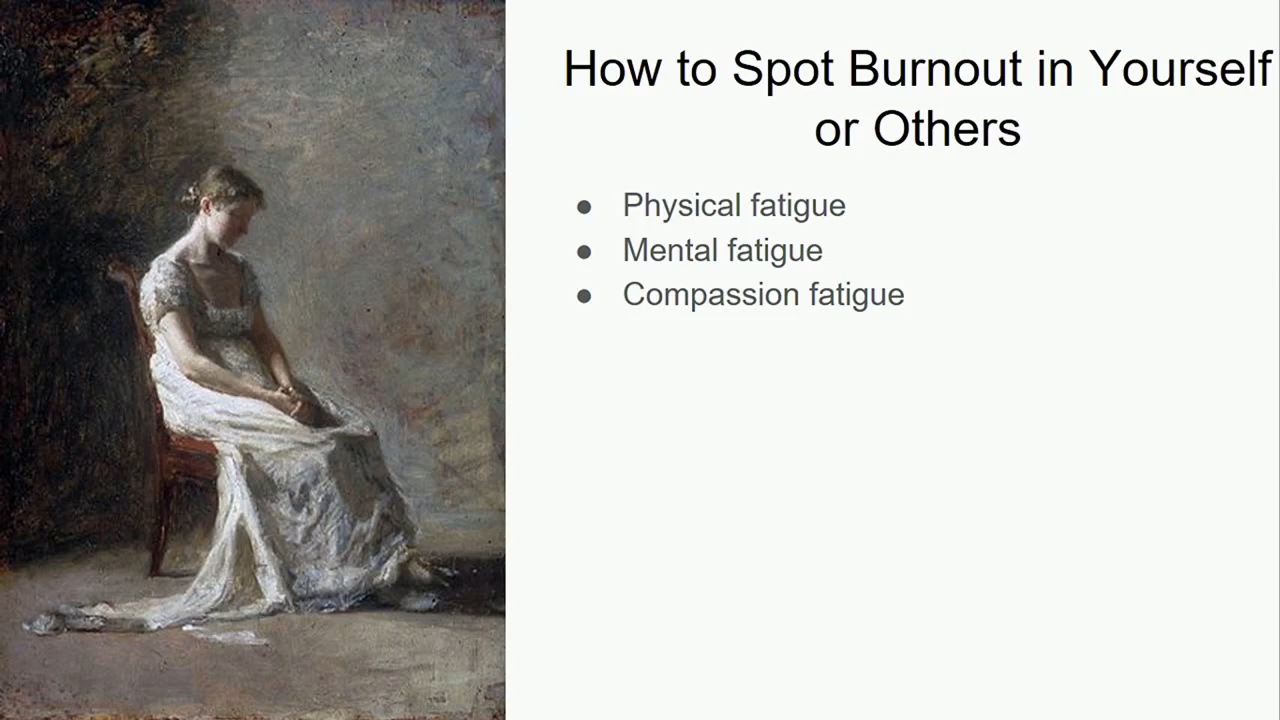 How to Spot Burnout in Yourself
or Others
● Physical fatigue
● Mental fatigue
● Compassion fatigue